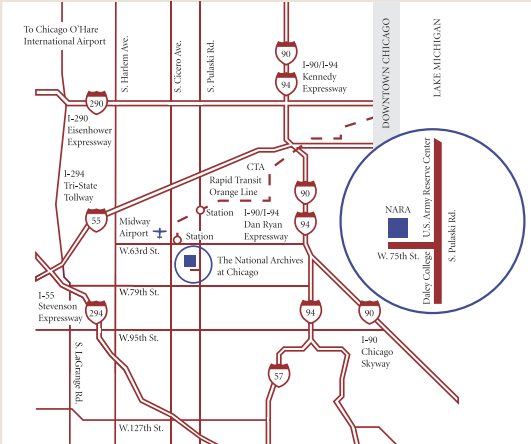 To Chicago O'Hare
International Airport
S. Harlem Ave.
S. Cicero Ave.
S. Pulaski Rd.
90
94
I-90/I-94
Kennedy
Expressway
DOWNTOWN CHICAGO
LAKE MICHIGAN
290
I-290
Eisenhower
Expressway
I-294
Tri-State
Tollway
55
CTA
Rapid Transit
Orange Line
90
94
Station
I-90/I-94
Dan Ryan
Expressway
Midway
Airport
Station
W.63rd St.
The National Archives
at Chicago
NARA
U.S. Army Reserve Center
S. Pulaski Rd.
W. 75th St.
Daley College
W.79th St.
I-55
Stevenson
Expressway
294
94
90
W.95th St.
I-90
Chicago
Skyway
S. LaGrange Rd.
57
W.127th St.